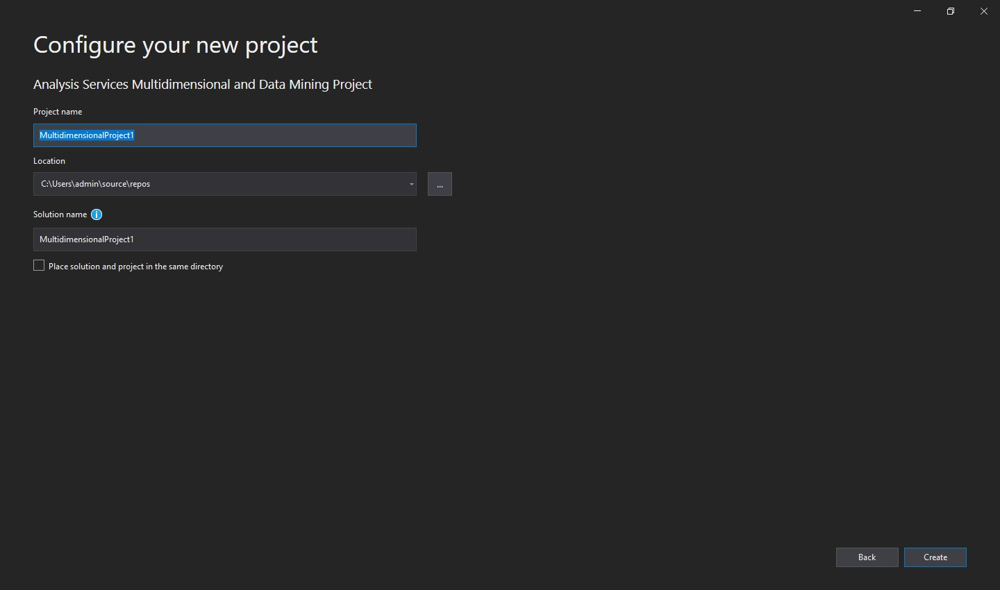 Configure your new project
Analysis Services Multidimensional and Data Mining Project
Project name
MultidimensionalProject1
Location
C:\Users\admin\source\repos
...
Solution name
MultidimensionalProject1
Place solution and project in the same directory
Back
Create